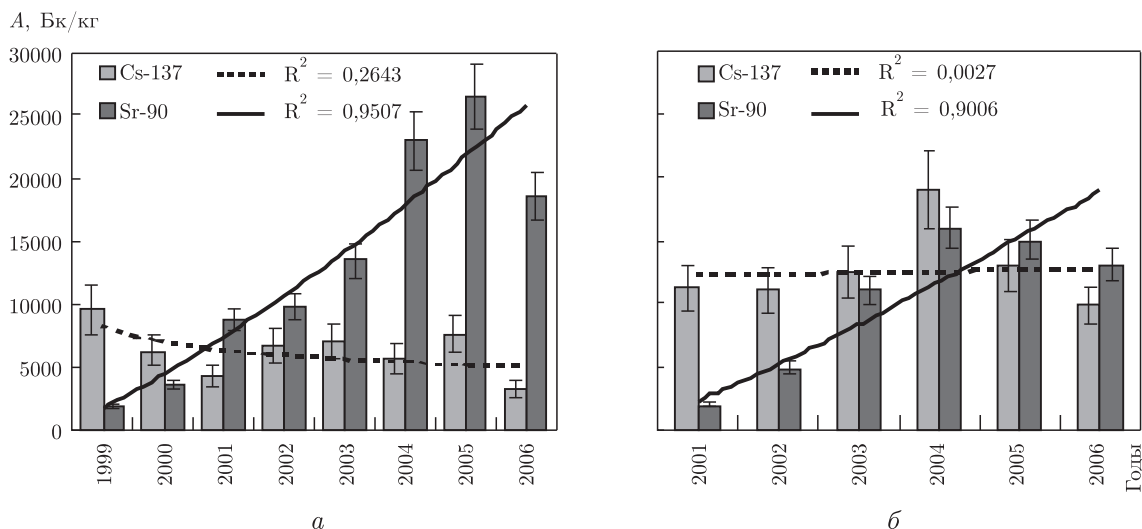 A, Бк/кг
30000
25000
20000
15000
10000
5000
0
Cs-137
R² = 0,2643
Sr-90
R² = 0,9507
1999
2000
2001
2002
2003
2004
2005
2006
а
Cs-137
R² = 0,0027
Sr-90
R² = 0,9006
2001
2002
2003
2004
2005
2006
Годы
б